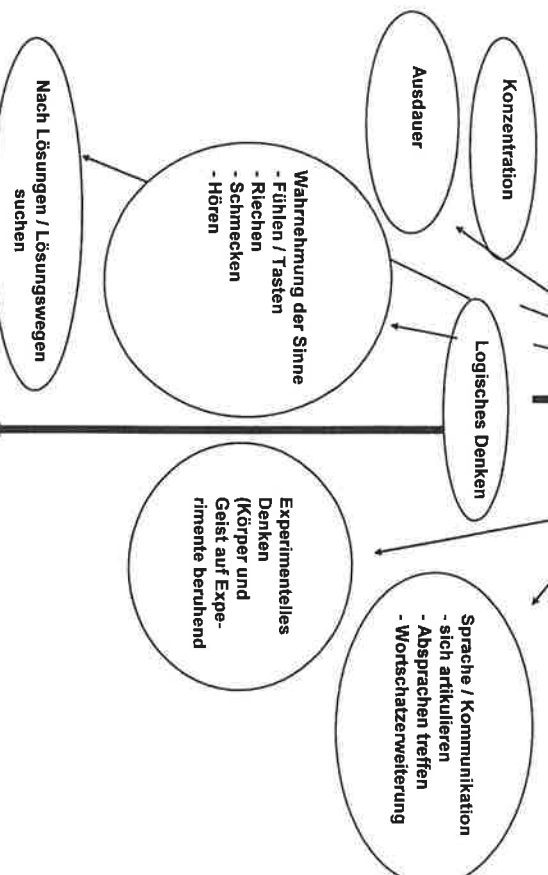 Konzentration
Ausdauer
Logisches Denken
Sprache / Kommunikation
- sich artikulieren
- Absprachen treffen
- Wortschatzerweiterung
Wahrnehmung der Sinne
- Fühlen / Tasten
- Riechen
- Schmecken
- Hören
Experimentelles
Denken
(Körper und
Geist auf Expe-
rimente beruhend
Nach Lösungen / Lösungswegen
suchen